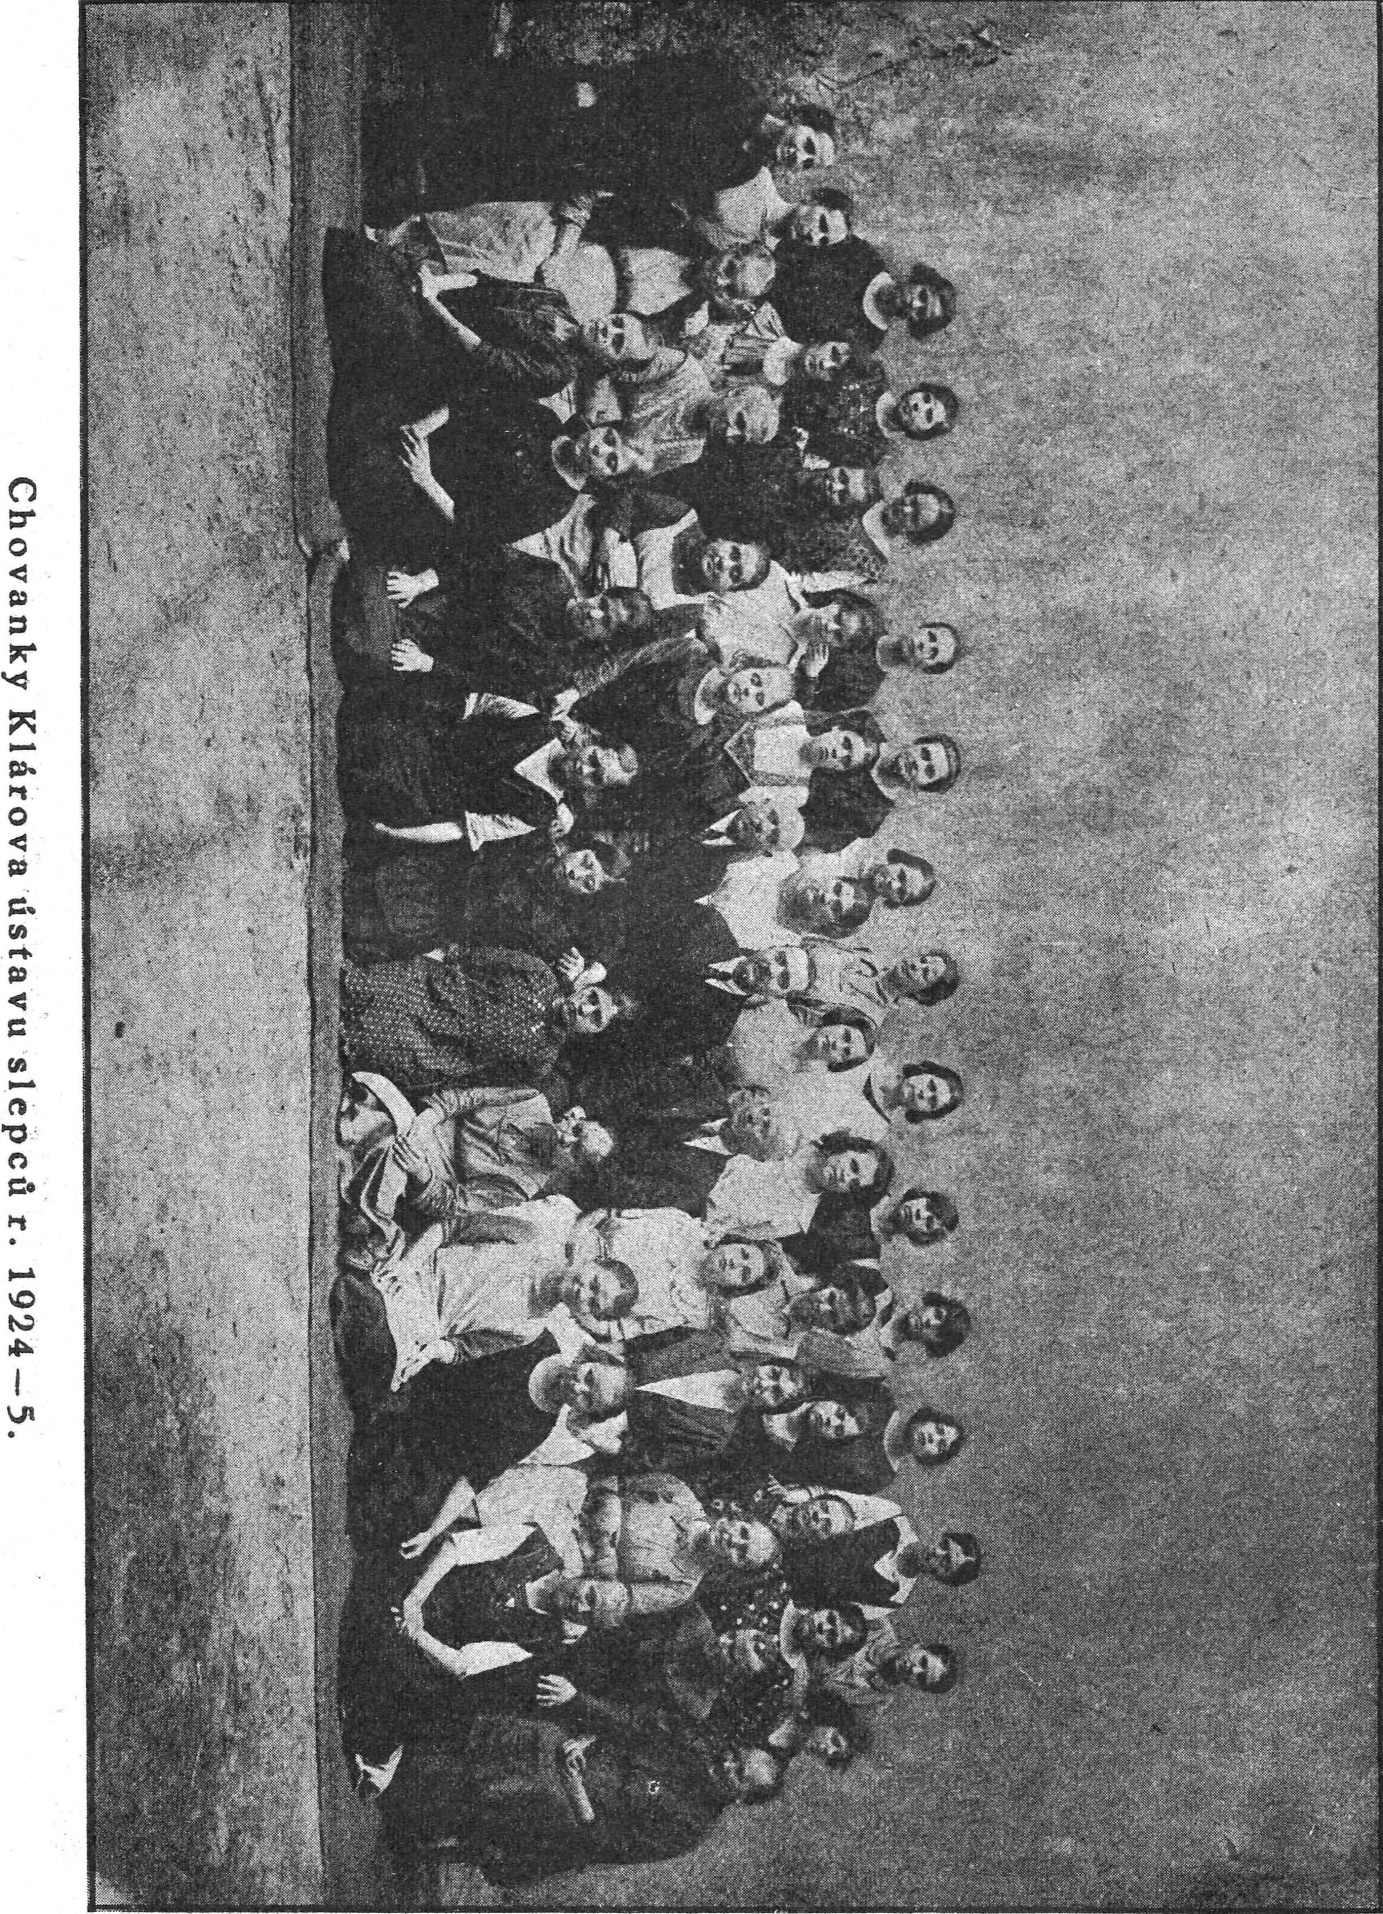 Chovanky Klárova ústavu slepců r. 1924—5.